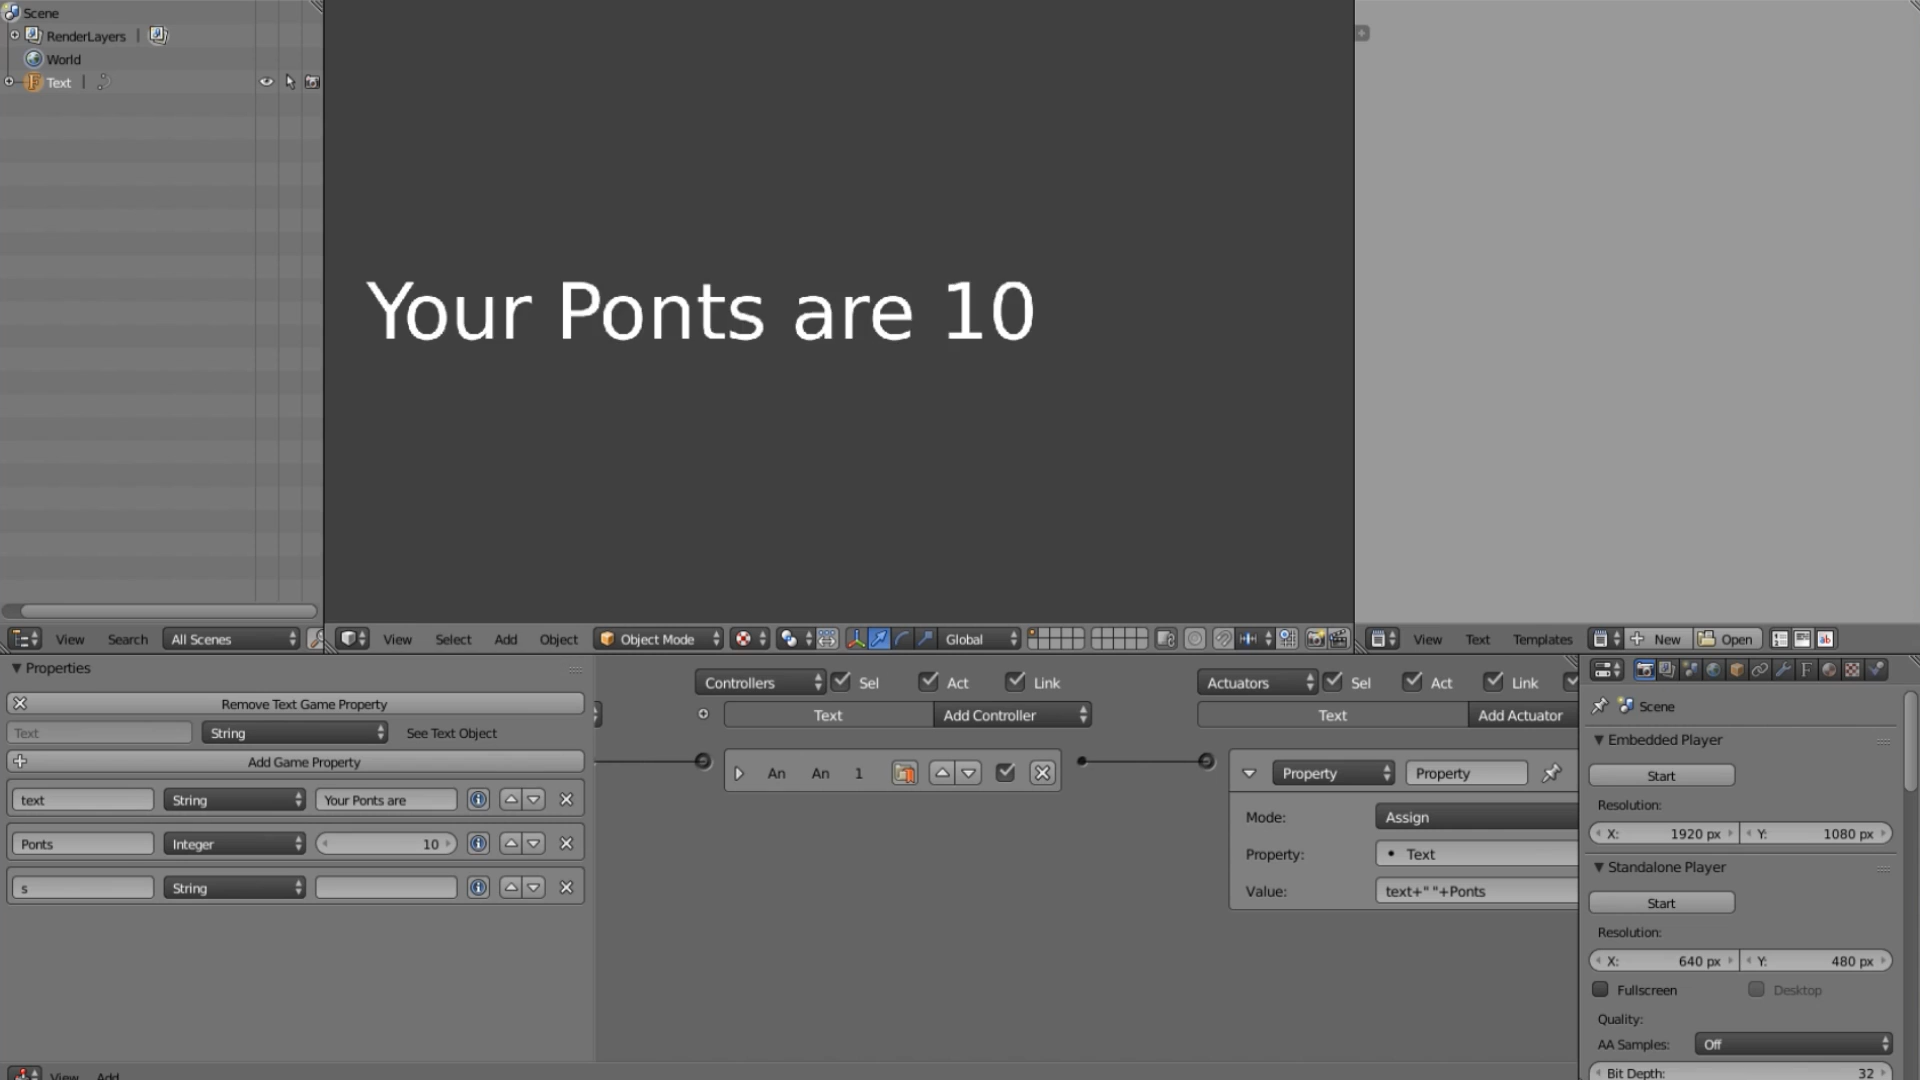 Scene
RenderLayers
World
Text
Your Ponts are 10
View Search All Scenes
View Select Add Object Object Mode Global
View Text Templates New Open
Properties
Remove Text Game Property
Text String See Text Object
Add Game Property
text String Your Ponts are
Ponts Integer 10
s String
Controllers Sel Act Link
Text Add Controller
An An 1
Actuators Sel Act Link
Text Add Actuator
Property Property
Mode: Assign
Property: Text
Value: text+" "+Ponts
Scene
Embedded Player
Start
Resolution:
X: 1920 px Y: 1080 px
Standalone Player
Start
Resolution:
X: 640 px Y: 480 px
Fullscreen Desktop
Quality:
AA Samples: Off
Bit Depth: 32
View Add